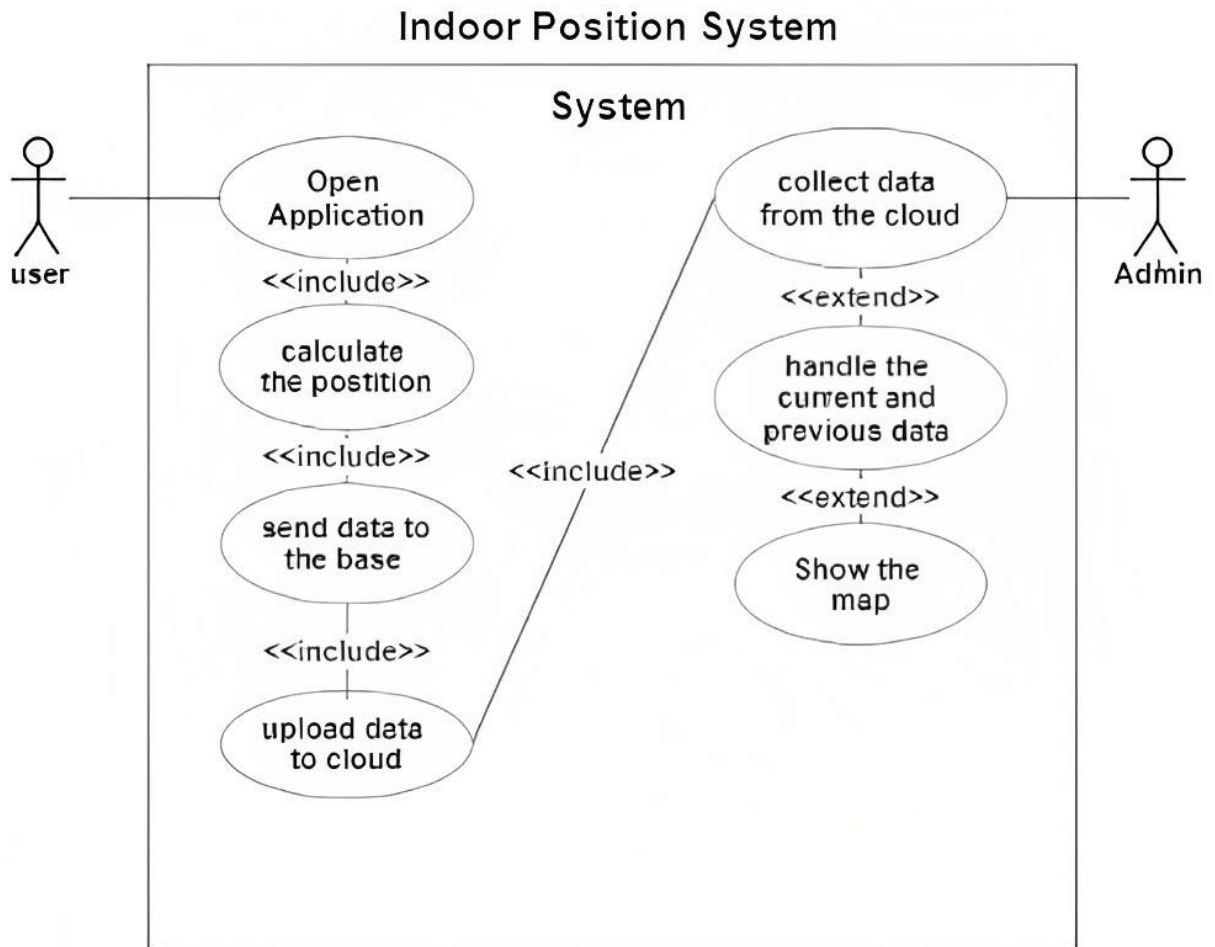 Indoor Position System
System
user
Open
Application
<<include>>
calculate
the postition
<<include>>
send data to
the base
<<include>>
upload data
to cloud
<<include>>
collect data
from the cloud
<<extend>>
handle the
current and
previous data
<<extend>>
Show the
map
Admin